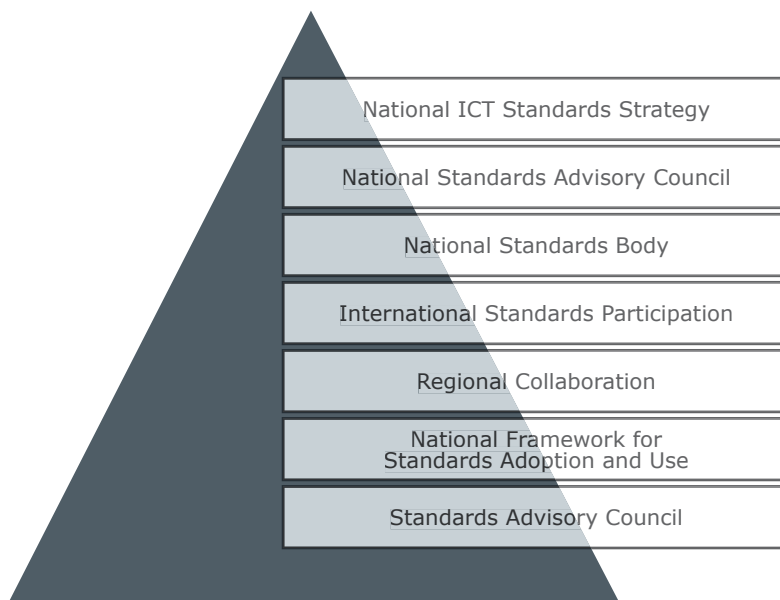 National ICT Standards Strategy
National Standards Advisory Council
National Standards Body
International Standards Participation
Regional Collaboration
National Framework for
Standards Adoption and Use
Standards Advisory Council